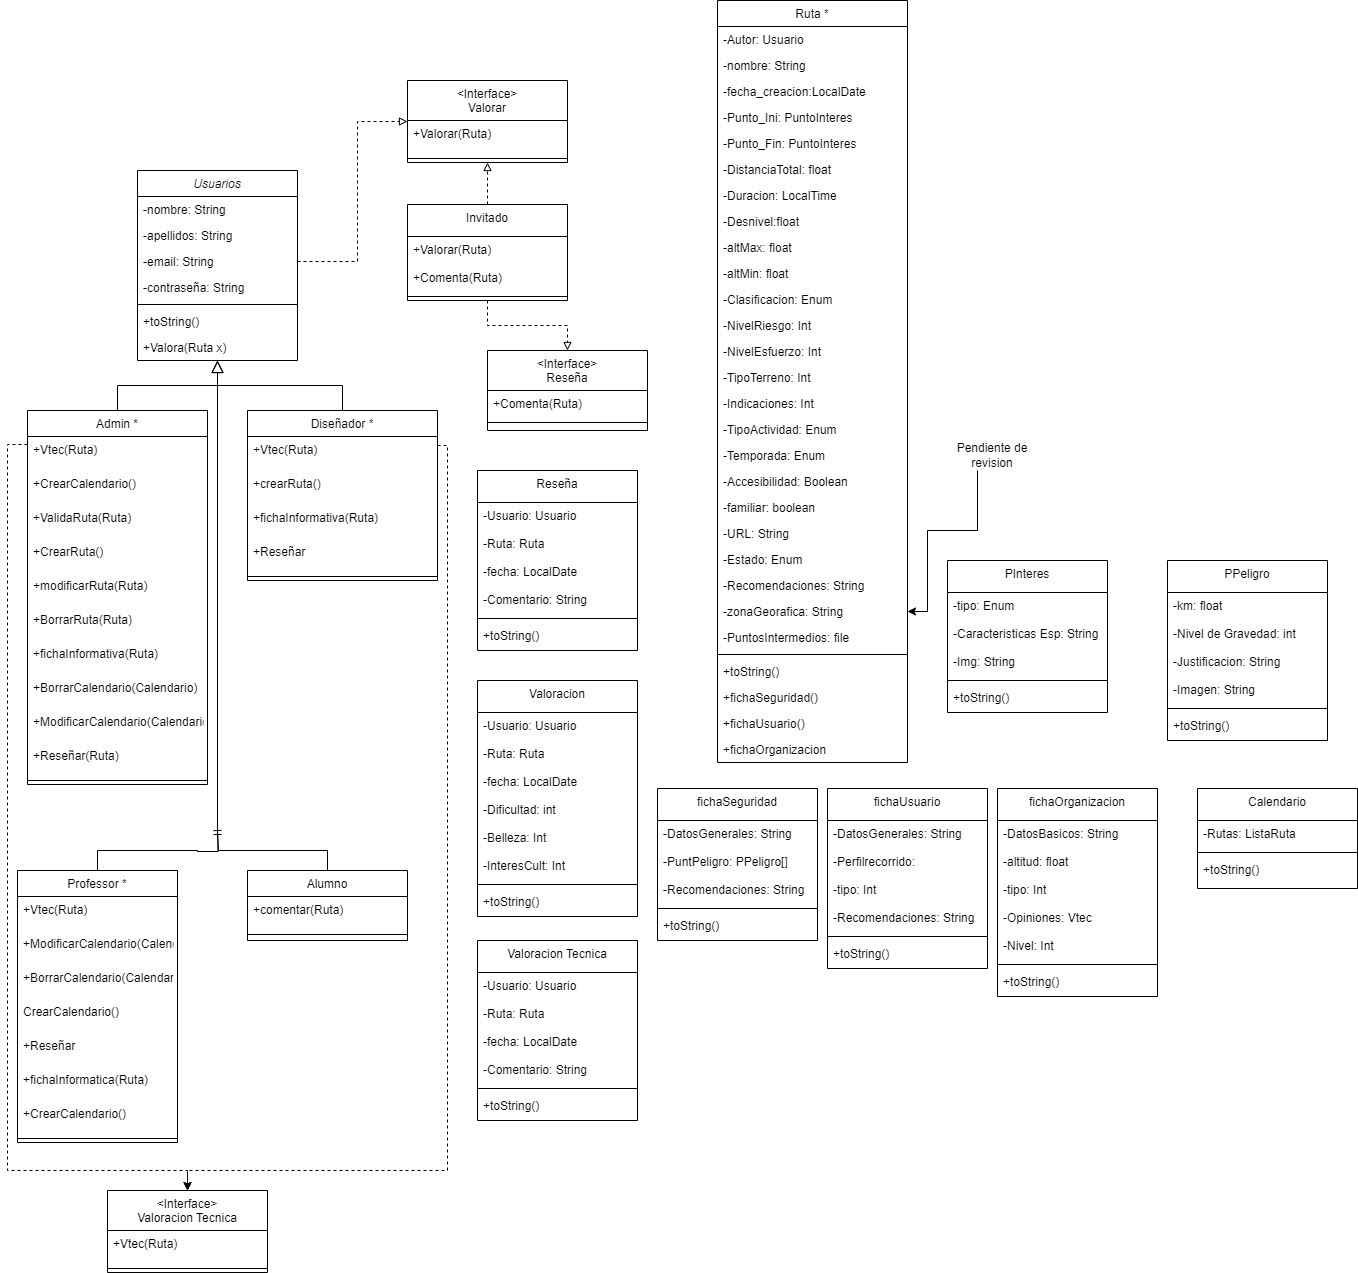 Ruta *
-Autor: Usuario
-nombre: String
-fecha_creacion:LocalDate
-Punto_Ini: PuntoInteres
-Punto_Fin: PuntoInteres
-DistanciaTotal: float
-Duracion: LocalTime
-Desnivel:float
-altMax: float
-altMin: float
-Clasificacion: Enum
-NivelRiesgo: Int
-NivelEsfuerzo: Int
-TipoTerreno: Int
-Indicaciones: Int
-TipoActividad: Enum
-Temporada: Enum
-Accesibilidad: Boolean
-familiar: boolean
-URL: String
-Estado: Enum
-Recomendaciones: String
-zonaGeorafica: String
-PuntosIntermedios: file
+toString()
+fichaSeguridad()
+fichaUsuario()
+fichaOrganizacion
<Interface>
Valorar
+Valorar(Ruta)
Usuarios
-nombre: String
-apellidos: String
-email: String
-contraseña: String
+toString()
+Valora(Ruta x)
Invitado
+Valorar(Ruta)
+Comenta(Ruta)
<Interface>
Reseña
+Comenta(Ruta)
Admin *
+Vtec(Ruta)
+CrearCalendario()
+ValidaRuta(Ruta)
+CrearRuta()
+modificarRuta(Ruta)
+BorrarRuta(Ruta)
+fichaInformativa(Ruta)
+BorrarCalendario(Calendario)
+ModificarCalendario(Calendari
+Reseñar(Ruta)
Diseñador *
+Vtec(Ruta)
+crearRuta()
+fichaInformativa(Ruta)
+Reseñar
Pendiente de
revision
Reseña
-Usuario: Usuario
-Ruta: Ruta
-fecha: LocalDate
-Comentario: String
+toString()
PInteres
-tipo: Enum
-Caracteristicas Esp: String
-Img: String
+toString()
PPeligro
-km: float
-Nivel de Gravedad: int
-Justificacion: String
-Imagen: String
+toString()
Valoracion
-Usuario: Usuario
-Ruta: Ruta
-fecha: LocalDate
-Dificultad: int
-Belleza: Int
-InteresCult: Int
+toString()
fichaSeguridad
-DatosGenerales: String
-PuntPeligro: PPeligro[]
-Recomendaciones: String
+toString()
fichaUsuario
-DatosGenerales: String
-Perfilrecorrido:
-tipo: Int
-Recomendaciones: String
+toString()
fichaOrganizacion
-DatosBasicos: String
-altitud: float
-tipo: Int
-Opiniones: Vtec
-Nivel: Int
+toString()
Calendario
-Rutas: ListaRuta
+toString()
Professor *
+Vtec(Ruta)
+ModificarCalendario(Calen
+BorrarCalendario(Calendar
CrearCalendario()
+Reseñar
+fichaInformatica(Ruta)
+CrearCalendario()
Alumno
+comentar(Ruta)
Valoracion Tecnica
-Usuario: Usuario
-Ruta: Ruta
-fecha: LocalDate
-Comentario: String
+toString()
<Interface>
Valoracion Tecnica
+Vtec(Ruta)